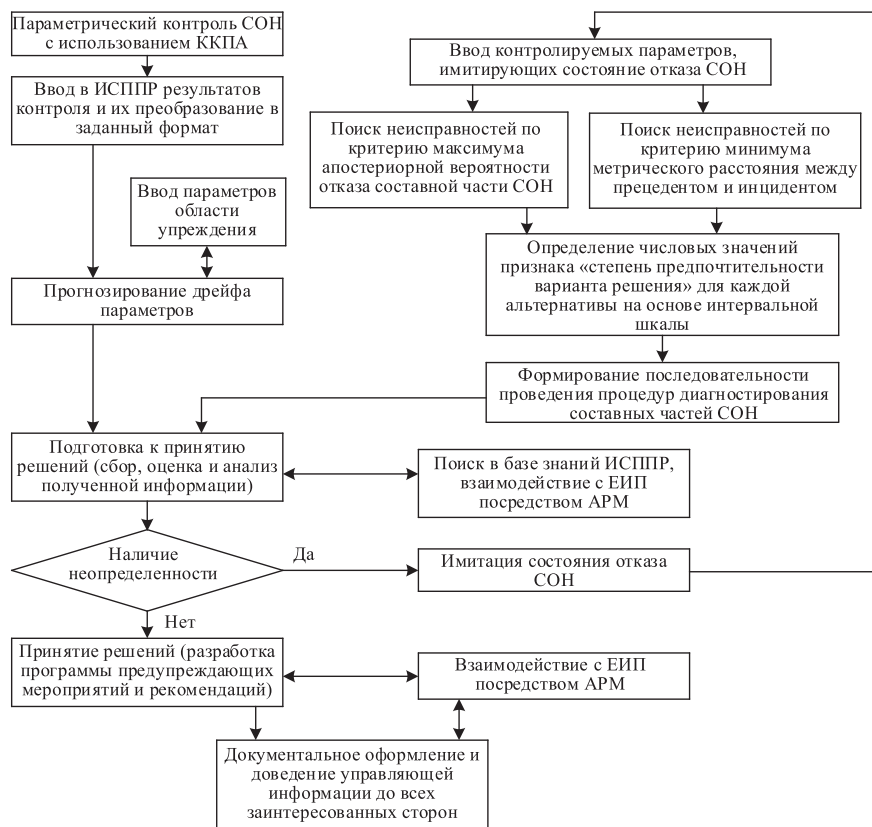 Параметрический контроль СОН
с использованием ККПА
Ввод в ИСППР результатов
контроля и их преобразование в
заданный формат
Ввод параметров
области
упреждения
Прогнозирование дрейфа
параметров
Ввод контролируемых параметров,
имитирующих состояние отказа СОН
Поиск неисправностей по
критерию максимума
апостериорной вероятности
отказа составной части СОН
Поиск неисправностей по
критерию минимума
метрического расстояния между
прецедентом и инцидентом
Определение числовых значений
признака «степень предпочтительности
варианта решения» для каждой
альтернативы на основе интервальной
шкалы
Формирование последовательности
проведения процедур диагностирования
составных частей СОН
Подготовка к принятию
решений (сбор, оценка и анализ
полученной информации)
Поиск в базе знаний ИСППР,
взаимодействие с ЕИП
посредством АРМ
Наличие
неопределенности
Да
Имитация состояния отказа
СОН
Нет
Принятие решений (разработка
программы предупреждающих
мероприятий и рекомендаций)
Взаимодействие с ЕИП
посредством АРМ
Документальное оформление и
доведение управляющей
информации до всех
заинтересованных сторон